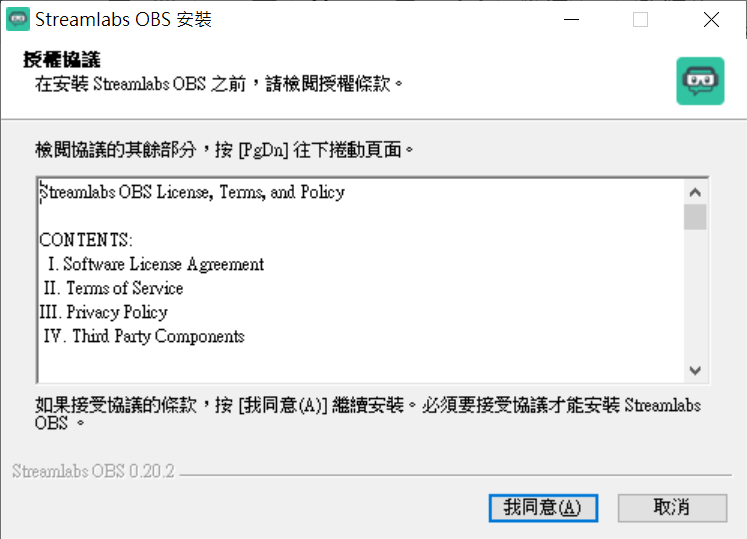 Streamlabs OBS 安裝
授權協議
在安裝 Streamlabs OBS 之前，請檢閱授權條款。
檢閱協議的其餘部分，按 [PgDn] 往下捲動頁面。
Streamlabs OBS License, Terms, and Policy
CONTENTS:
I. Software License Agreement
II. Terms of Service
III. Privacy Policy
IV. Third Party Components
如果接受協議的條款，按 [我同意(A)] 繼續安裝。必須要接受協議才能安裝 Streamlabs
OBS 。
Streamlabs OBS 0.20.2
我同意(A)
取消